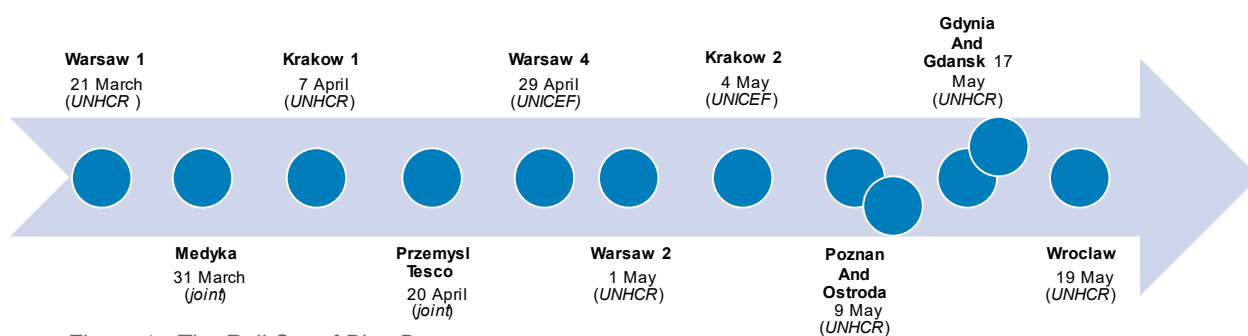 Warsaw 1
21 March
(UNHCR )
Medyka
31 March
(joint)
Krakow 1
7 April
(UNHCR)
Przemysl
Tesco
20 April
(joint)
Warsaw 4
29 April
(UNICEF)
Warsaw 2
1 May
(UNHCR)
Krakow 2
4 May
(UNICEF)
Poznan
And
Ostroda
9 May
(UNHCR)
Gdynia
And
Gdansk 17
May
(UNHCR)
Wroclaw
19 May
(UNHCR)